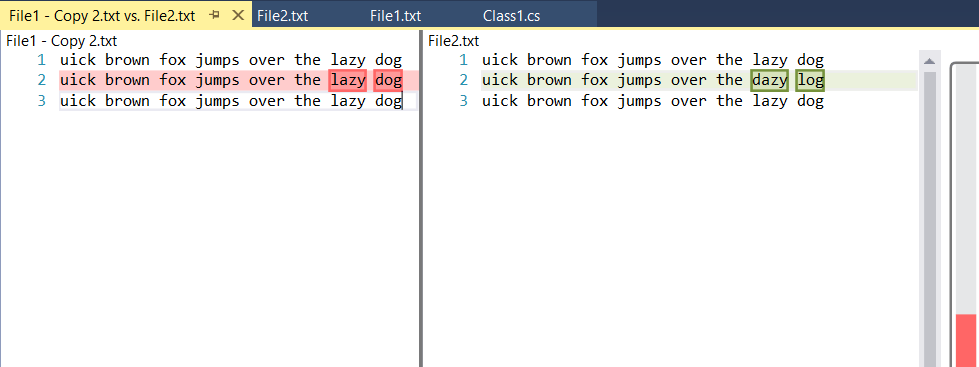 File1 - Copy 2.txt vs. File2.txt File2.txt File1.txt Class1.cs
File1 - Copy 2.txt
1 uick brown fox jumps over the lazy dog
2 uick brown fox jumps over the lazy dog
3 uick brown fox jumps over the lazy dog
File2.txt
1 uick brown fox jumps over the lazy dog
2 uick brown fox jumps over the dazy log
3 uick brown fox jumps over the lazy dog